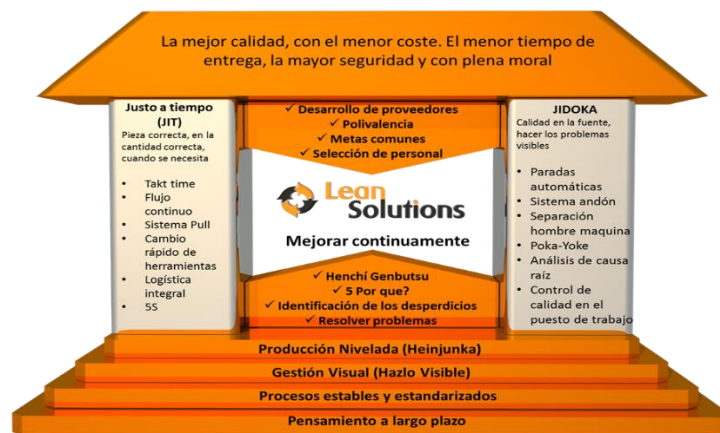 La mejor calidad, con el menor coste. El menor tiempo de
entrega, la mayor seguridad y con plena moral
Justo a tiempo
(JIT)
Pieza correcta, en la
cantidad correcta,
cuando se necesita
• Takt time
• Flujo
continuo
• Sistema Pull
• Cambio
rápido de
herramientas
• Logística
integral
• 5S
✓ Desarrollo de proveedores
✓ Polivalencia
✓ Metas comunes
✓ Selección de personal
Lean
Solutions
Mejorar continuamente
✓ Henchí Genbutsu
✓ 5 Por que?
✓ Identificación de los desperdicios
✓ Resolver problemas
JIDOKA
Calidad en la fuente,
hacer los problemas
visibles
• Paradas
automáticas
• Sistema andón
• Separación
hombre maquina
• Poka-Yoke
• Análisis de causa
raíz
• Control de
calidad en el
puesto de trabajo
Producción Nivelada (Heinjunka)
Gestión Visual (Hazlo Visible)
Procesos estables y estandarizados
Pensamiento a largo plazo